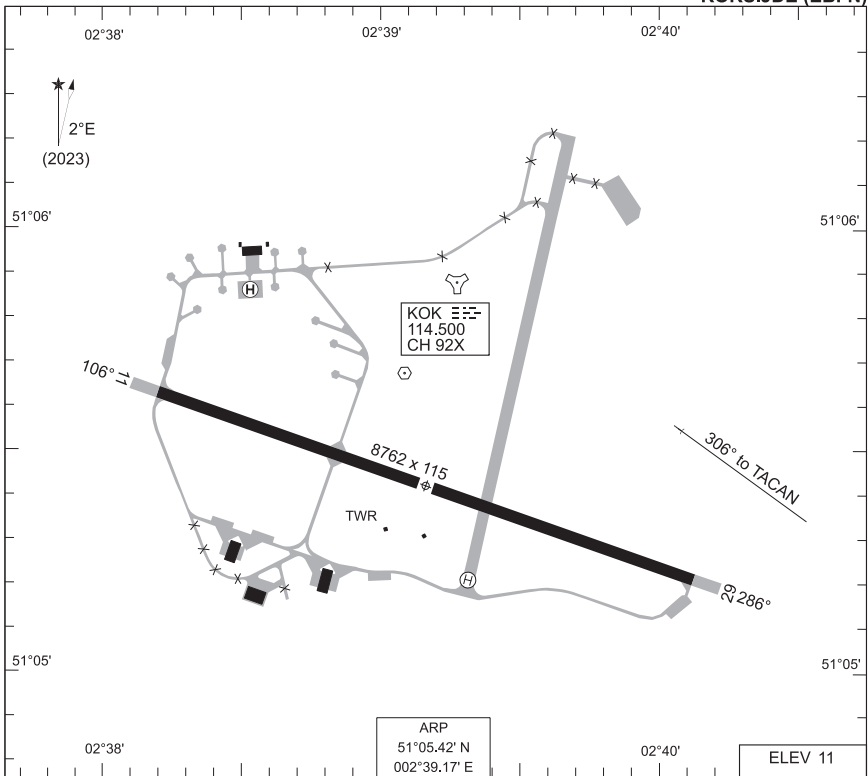 02°38'
02°39'
02°40'
2°E
(2023)
51°06'
51°06'
H
KOK
114.500
CH 92X
106°
11
8762 x 115
306° to TACAN
TWR
H
29
286°
51°05'
51°05'
02°38'
ARP
51°05.42' N
002°39.17' E
02°40'
ELEV 11